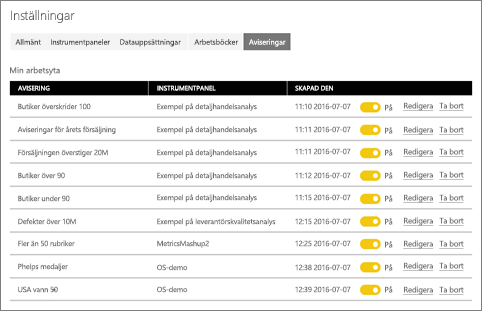 Inställningar
Allmänt Instrumentpaneler Datauppsättningar Arbetsböcker Aviseringar
Min arbetsyta
AVISERING INSTRUMENTPANEL SKAPAD DEN
Butiker överskrider 100 Exempel på detaljhandelsanalys 11:10 2016-07-07 På Redigera Ta bort
Aviseringar för årets försäljning Exempel på detaljhandelsanalys 11:11 2016-07-07 På Redigera Ta bort
Försäljningen överstiger 20M Exempel på detaljhandelsanalys 11:11 2016-07-07 På Redigera Ta bort
Butiker över 90 Exempel på detaljhandelsanalys 11:12 2016-07-07 På Redigera Ta bort
Butiker under 90 Exempel på detaljhandelsanalys 11:15 2016-07-07 På Redigera Ta bort
Defekter över 10M Exempel på leverantörskvalitetsanalys 12:15 2016-07-07 På Redigera Ta bort
Fler än 50 rubriker MetricsMashup2 12:25 2016-07-07 På Redigera Ta bort
Phelps medaljer OS-demo 12:38 2016-07-07 På Redigera Ta bort
USA vann 50 OS-demo 12:39 2016-07-07 På Redigera Ta bort